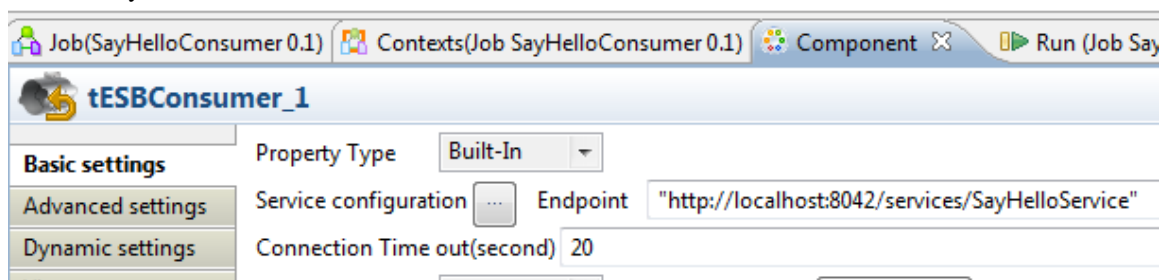 Job(SayHelloConsumer 0.1) Contexts(Job SayHelloConsumer 0.1) Component Run (Job Say
tESBConsumer_1
Basic settings Property Type Built-In
Advanced settings Service configuration ... Endpoint "http://localhost:8042/services/SayHelloService"
Dynamic settings Connection Time out(second) 20